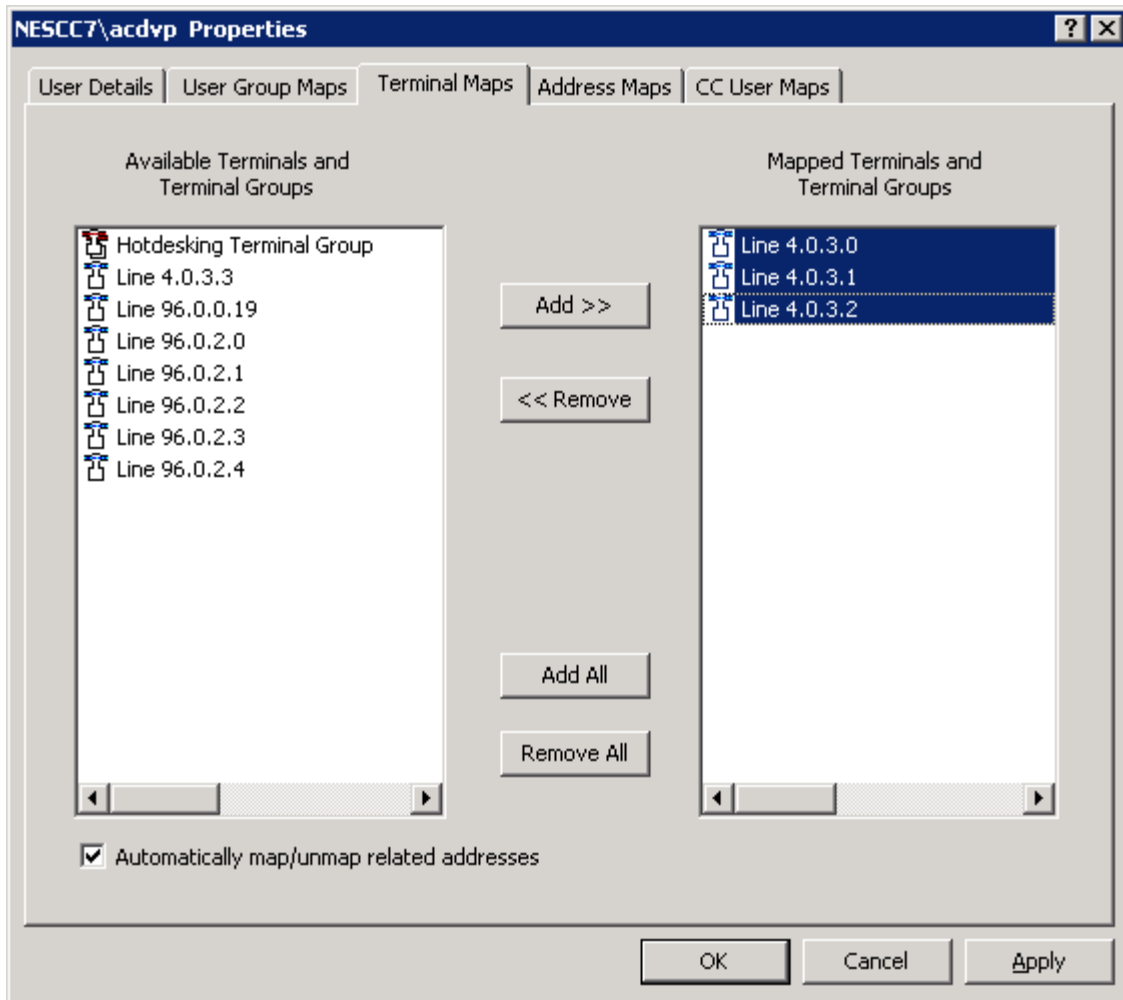 NESCC7\acdvp Properties
User Details
User Group Maps
Terminal Maps
Address Maps
CC User Maps
Available Terminals and
Terminal Groups
Mapped Terminals and
Terminal Groups
Hotdesking Terminal Group
Line 4.0.3.3
Line 96.0.0.19
Line 96.0.2.0
Line 96.0.2.1
Line 96.0.2.2
Line 96.0.2.3
Line 96.0.2.4
Add >>
<< Remove
Add All
Remove All
Line 4.0.3.0
Line 4.0.3.1
Line 4.0.3.2
Automatically map/unmap related addresses
OK
Cancel
Apply